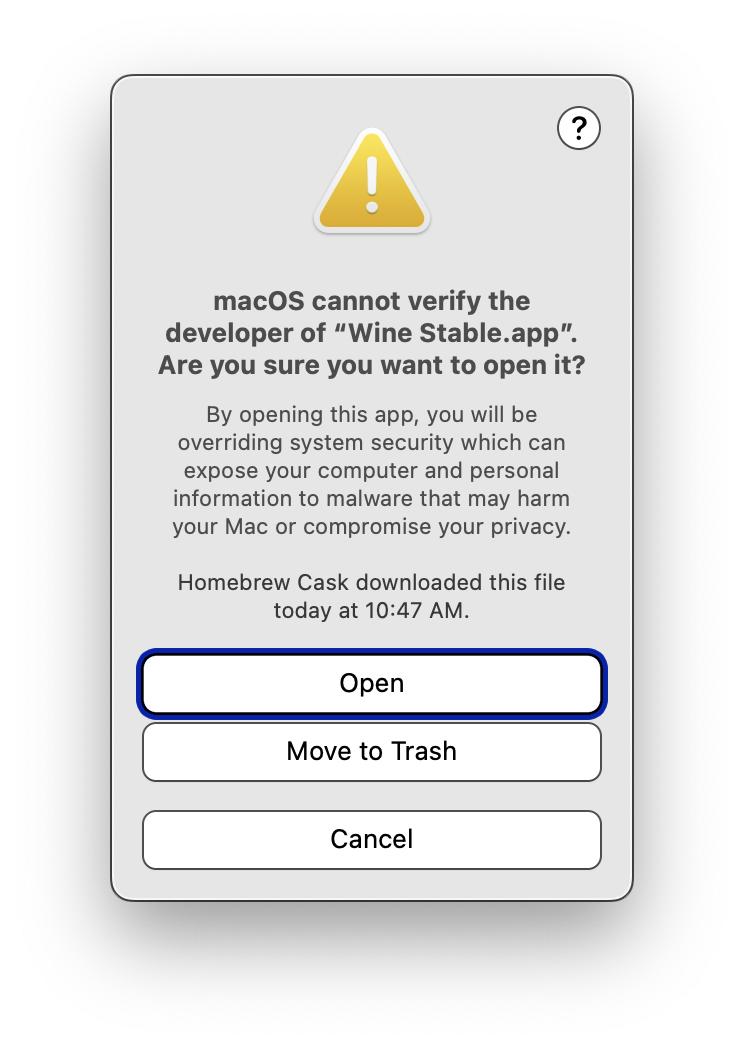 ?
macOS cannot verify the
developer of “Wine Stable.app”.
Are you sure you want to open it?
By opening this app, you will be
overriding system security which can
expose your computer and personal
information to malware that may harm
your Mac or compromise your privacy.
Homebrew Cask downloaded this file
today at 10:47 AM.
Open
Move to Trash
Cancel